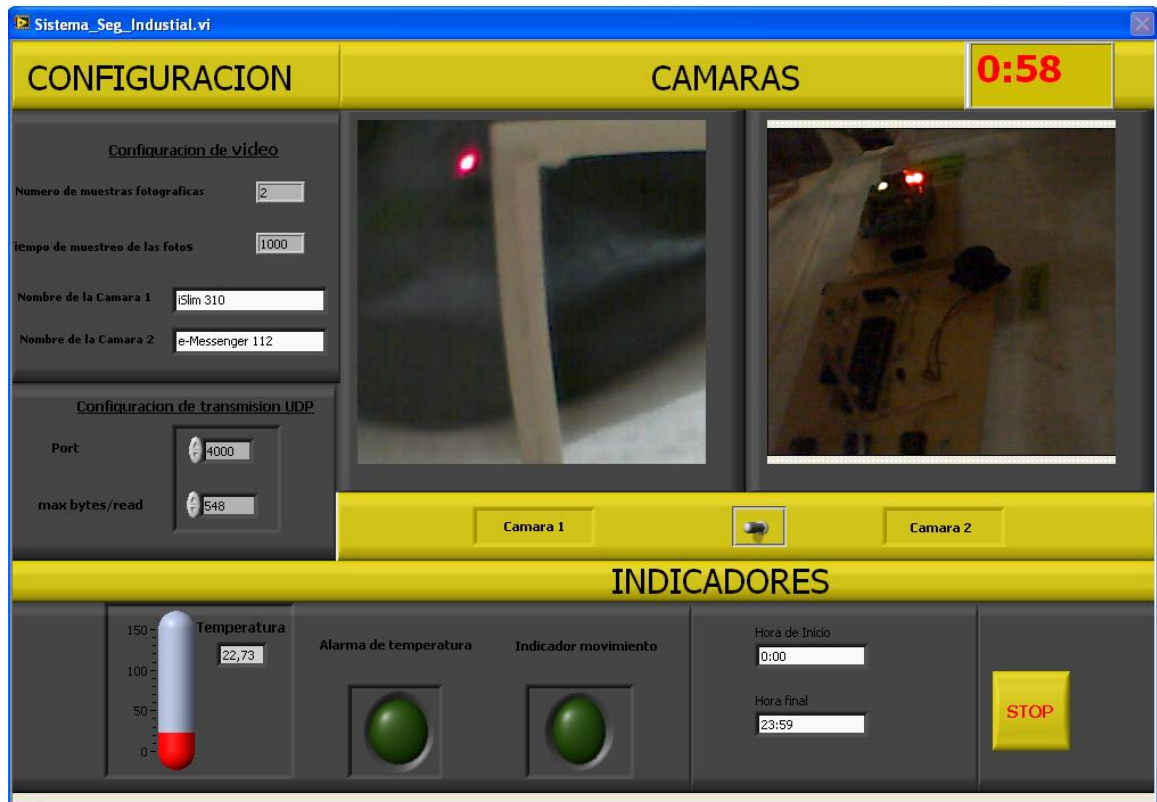 Sistema_Seg_Industial.vi
CONFIGURACION
CAMARAS
0:58
Configuracion de video
Numero de muestras fotograficas
2
Tiempo de muestreo de las fotos
1000
Nombre de la Camara 1
iSlim 310
Nombre de la Camara 2
e-Messenger 112
Configuracion de transmision UDP
Port
4000
max bytes/read
548
Camara 1
Camara 2
INDICADORES
150
100
50
0
Temperatura
22,73
Alarma de temperatura
Indicador movimiento
Hora de Inicio
0:00
Hora final
23:59
STOP